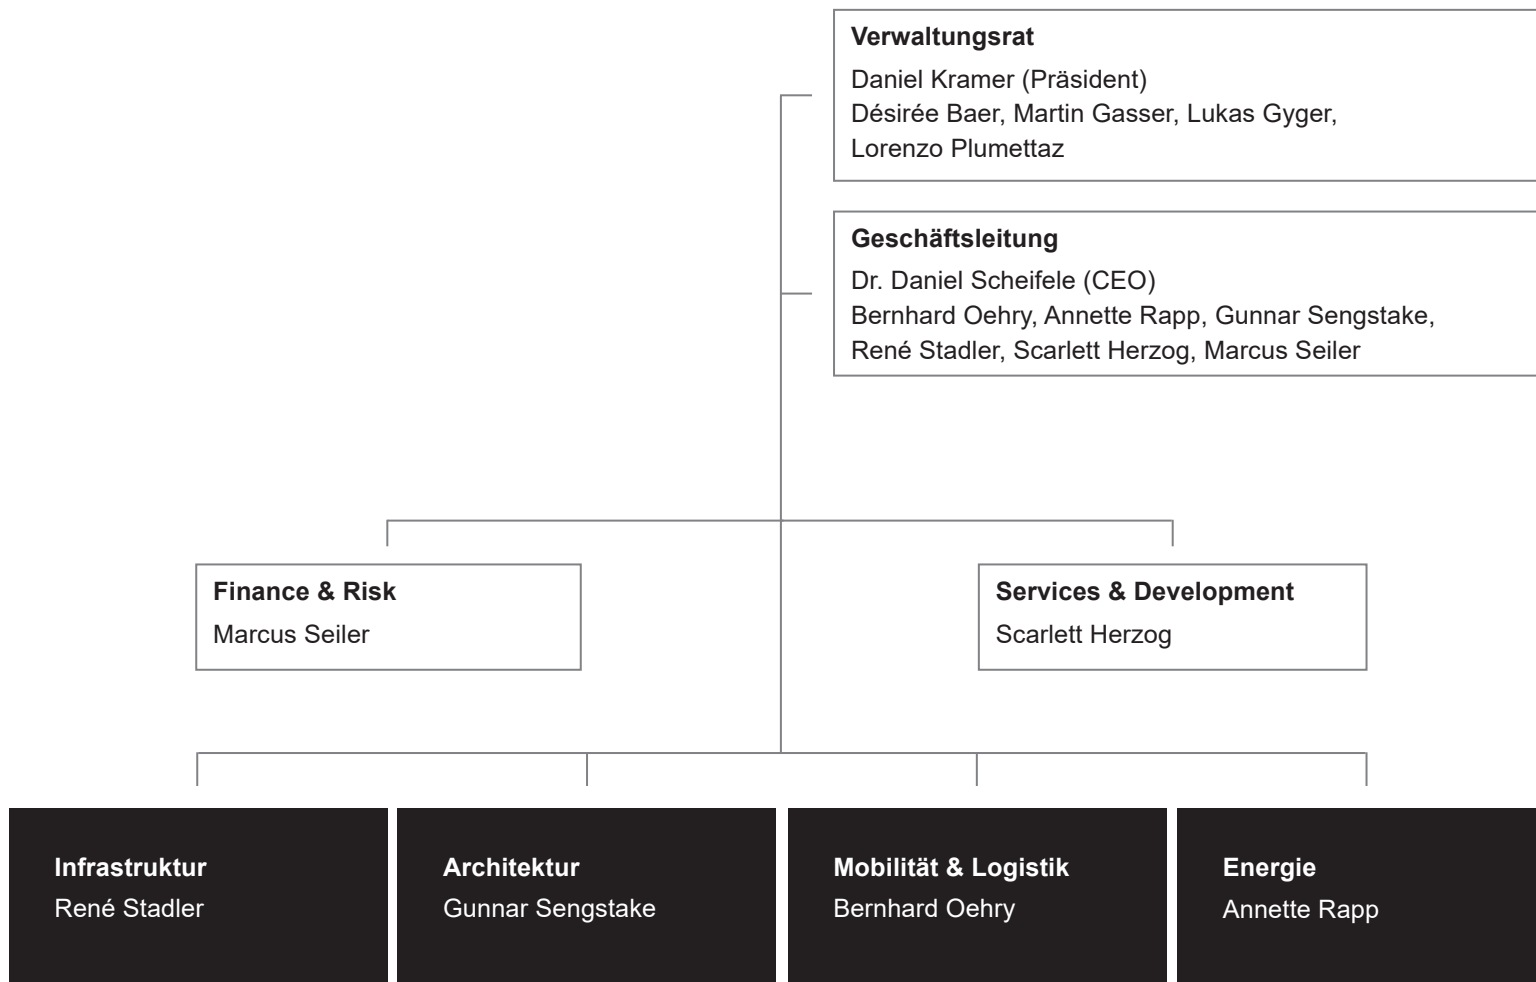 Verwaltungsrat
Daniel Kramer (Präsident)
Désirée Baer, Martin Gasser, Lukas Gyger,
Lorenzo Plumettaz
Geschäftsleitung
Dr. Daniel Scheifele (CEO)
Bernhard Oehry, Annette Rapp, Gunnar Sengstake,
René Stadler, Scarlett Herzog, Marcus Seiler
Finance & Risk
Marcus Seiler
Services & Development
Scarlett Herzog
Infrastruktur
René Stadler
Architektur
Gunnar Sengstake
Mobilität & Logistik
Bernhard Oehry
Energie
Annette Rapp